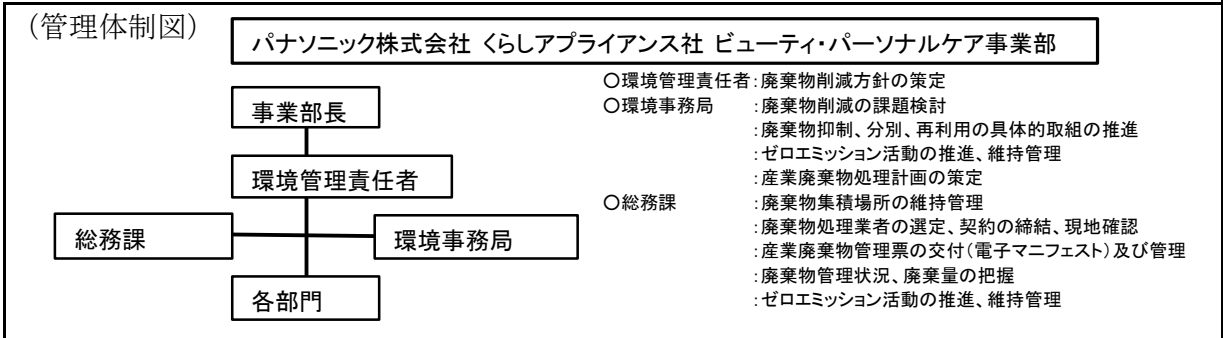 (管理体制図)
パナソニック株式会社 くらしアプライアンス社 ビューティ・パーソナルケア事業部
事業部長
環境管理責任者
総務課
環境事務局
各部門
〇環境管理責任者:廃棄物削減方針の策定
〇環境事務局 :廃棄物削減の課題検討
:廃棄物抑制、分別、再利用の具体的取組の推進
:ゼロエミッション活動の推進、維持管理
:産業廃棄物処理計画の策定
〇総務課 :廃棄物集積場所の維持管理
:廃棄物処理業者の選定、契約の締結、現地確認
:産業廃棄物管理票の交付(電子マニフェスト)及び管理
:廃棄物管理状況、廃棄量の把握
:ゼロエミッション活動の推進、維持管理